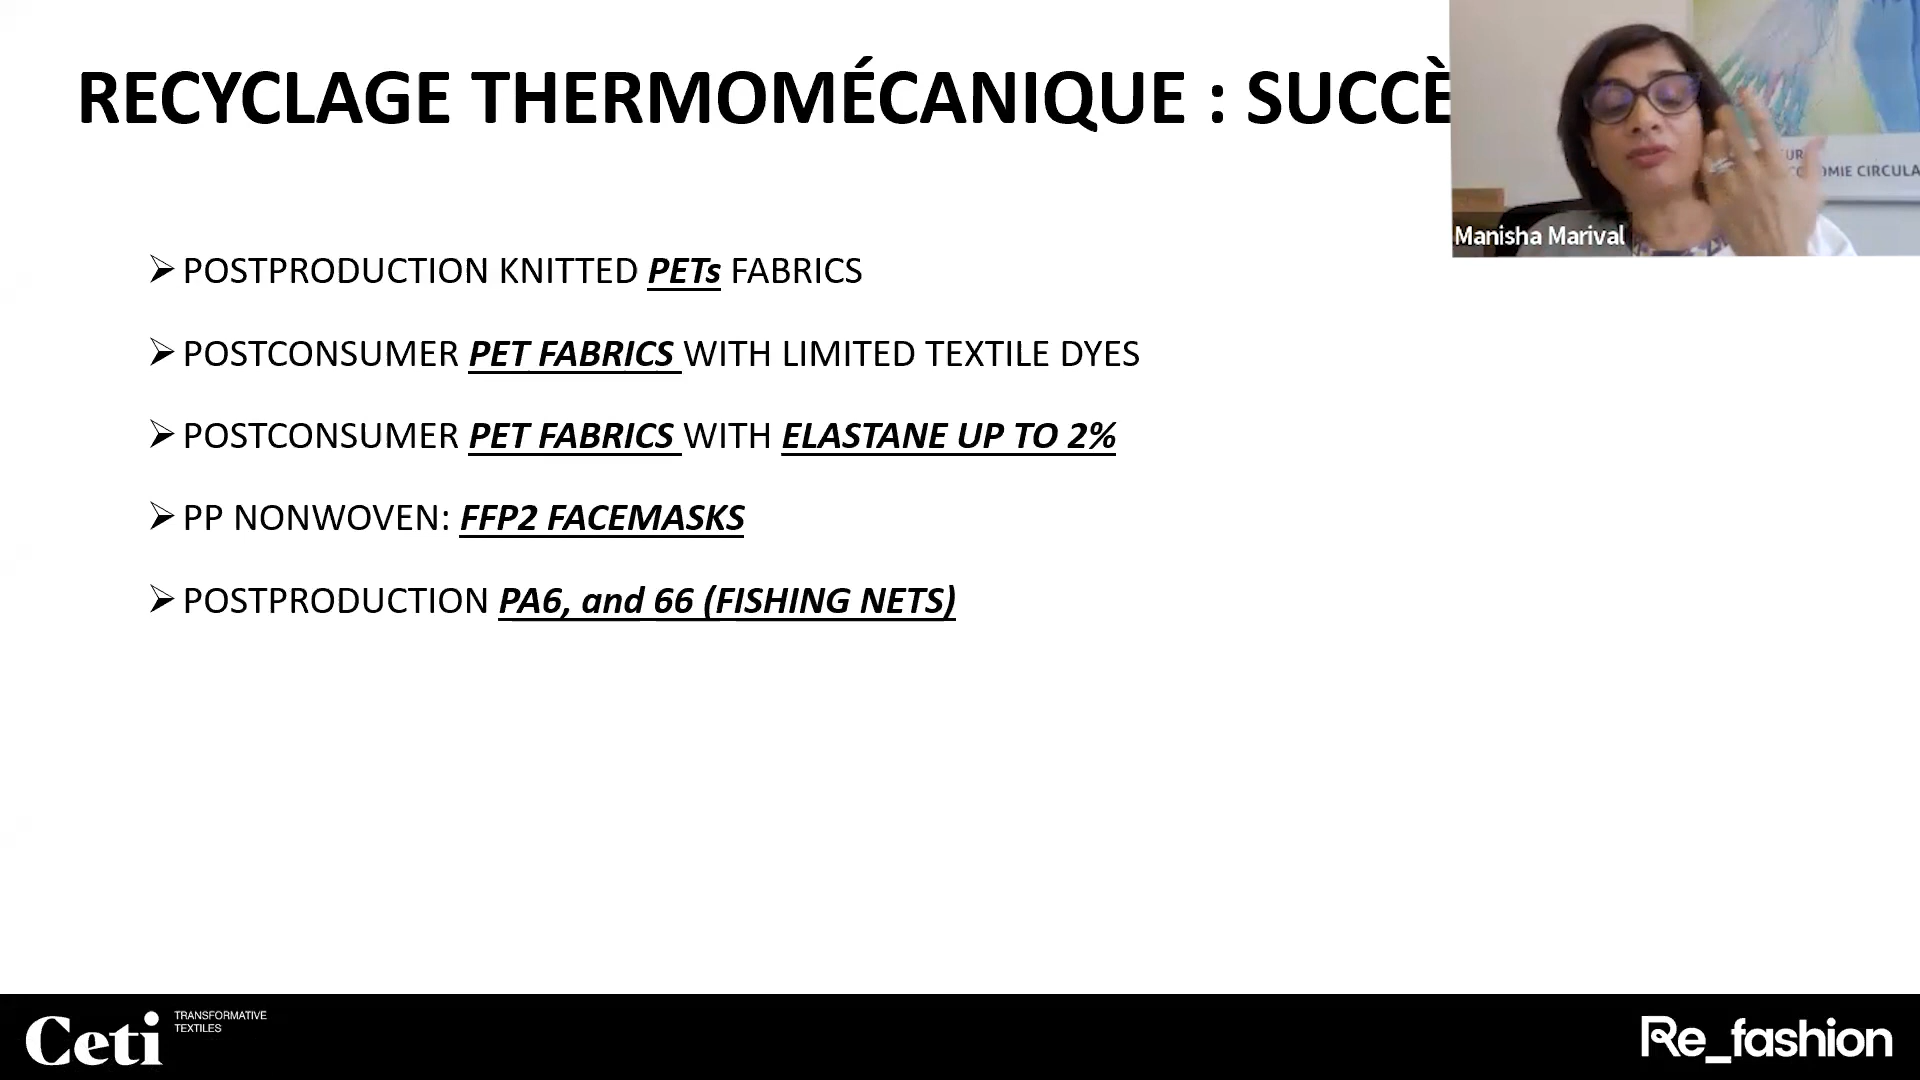 RECYCLAGE THERMOMÉCANIQUE : SUCCÈ
POSTPRODUCTION KNITTED PETs FABRICS
POSTCONSUMER PET FABRICS WITH LIMITED TEXTILE DYES
POSTCONSUMER PET FABRICS WITH ELASTANE UP TO 2%
PP NONWOVEN: FFP2 FACEMASKS
POSTPRODUCTION PA6, and 66 (FISHING NETS)
Manisha Marival
Ceti
TRANSFORMATIVE
TEXTILES
Re_fashion